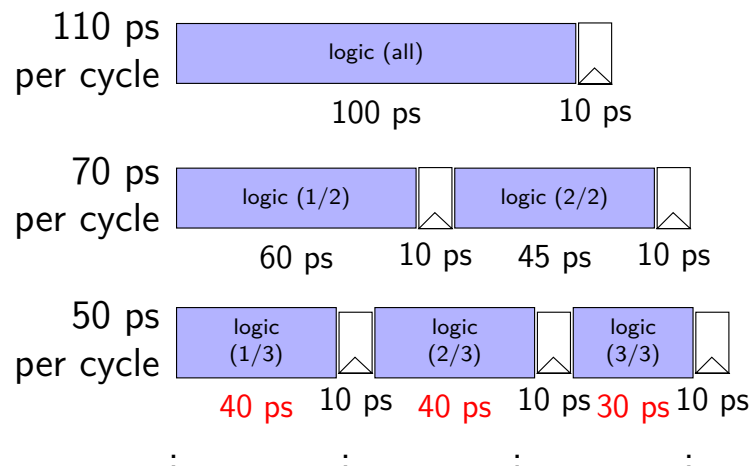 110 ps
per cycle
logic (all)
100 ps
10 ps
70 ps
per cycle
logic (1/2)
logic (2/2)
60 ps
10 ps
45 ps
10 ps
50 ps
per cycle
logic
(1/3)
logic
(2/3)
logic
(3/3)
40 ps
10 ps
40 ps
10 ps
30 ps
10 ps